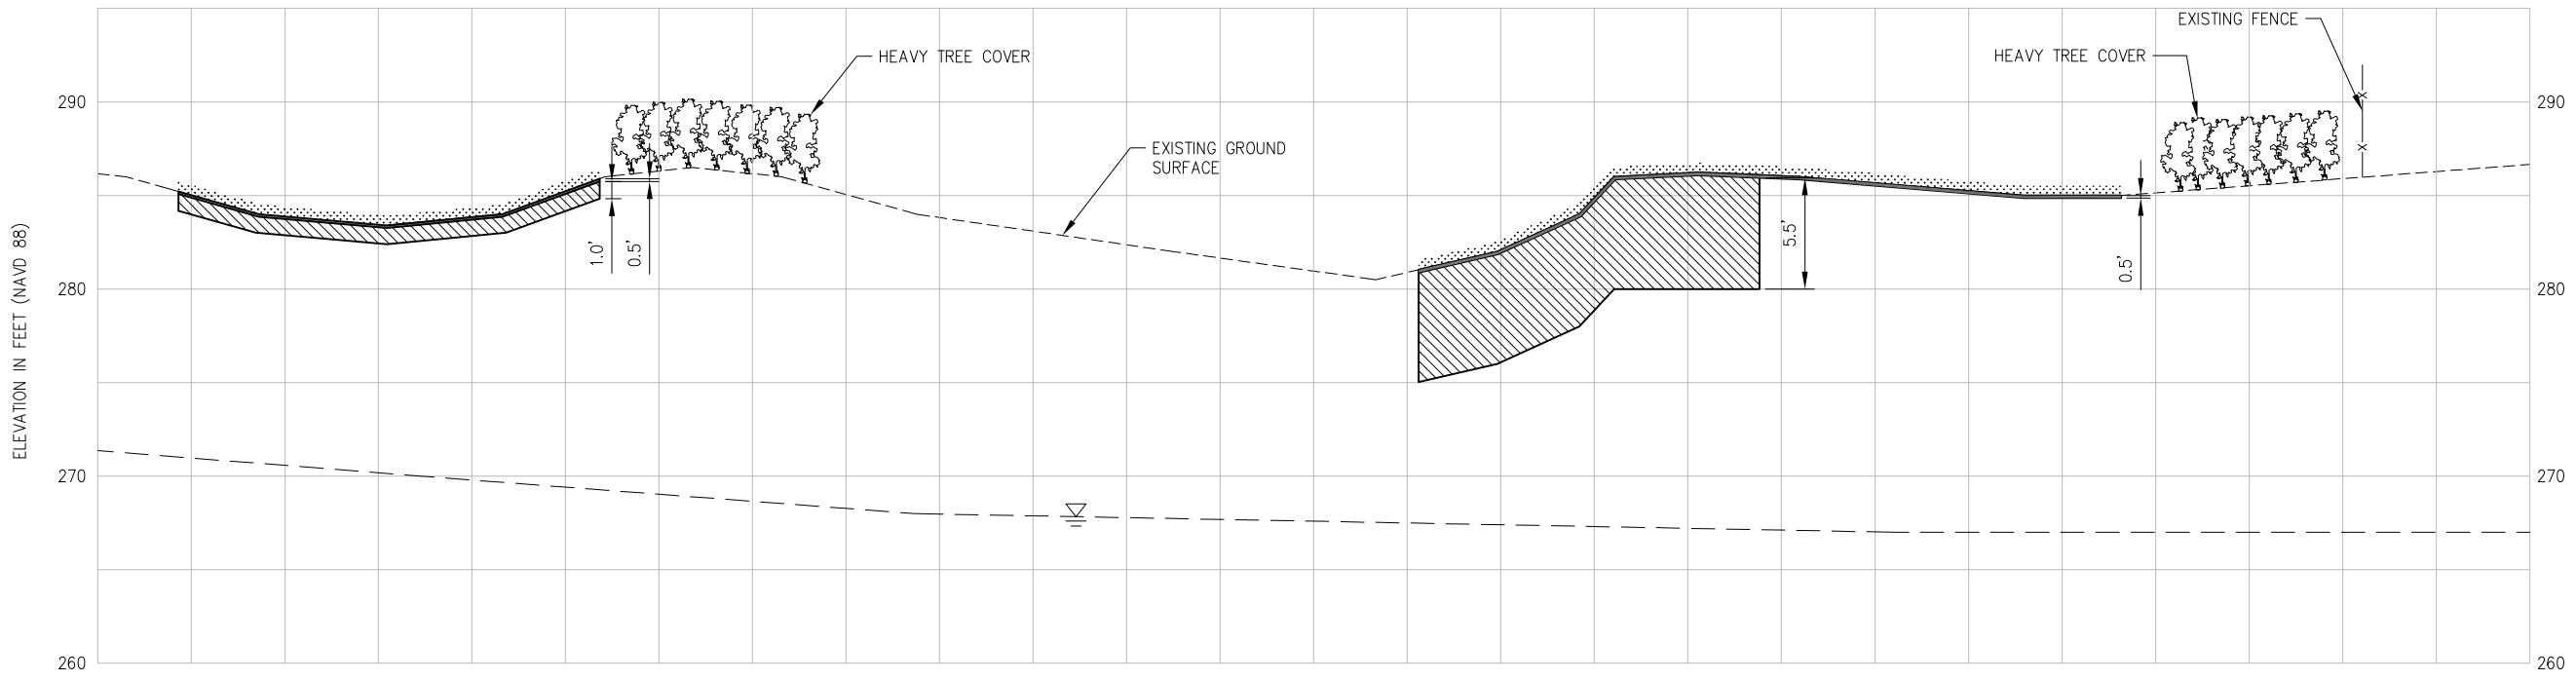 EXISTING FENCE
HEAVY TREE COVER
HEAVY TREE COVER
290
290
X
X
EXISTING GROUND
SURFACE
ELEVATION IN FEET (NAVD 88)
1.0'
0.5'
5.5'
0.5'
280
280
270
270
260
260